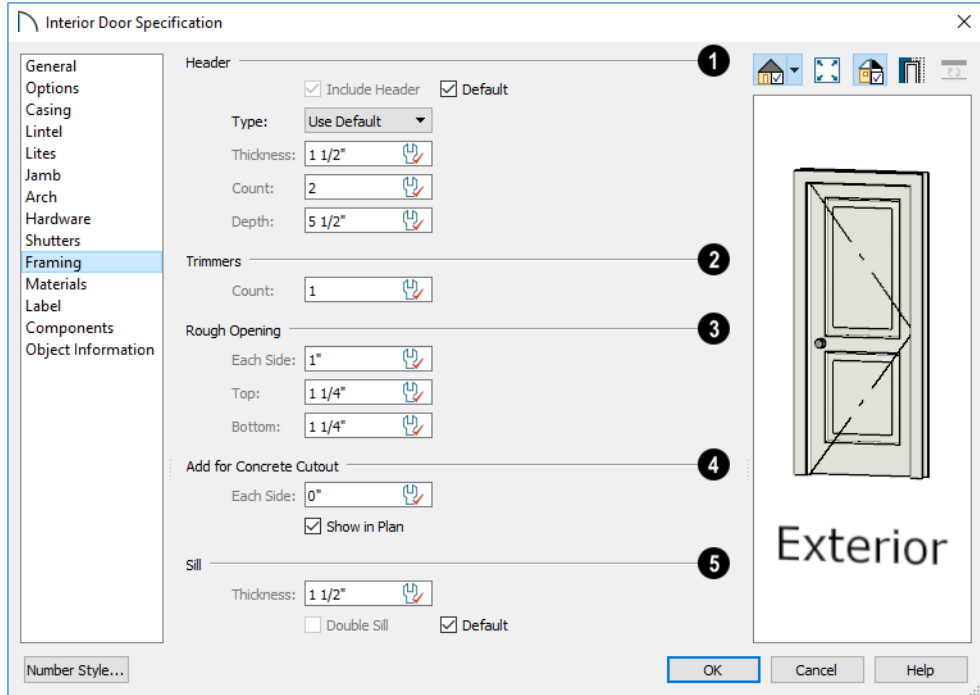 Interior Door Specification
General
Options
Casing
Lintel
Lites
Jamb
Arch
Hardware
Shutters
Framing
Materials
Label
Components
Object Information
Header 1
Include Header Default
Type: Use Default
Thickness: 1 1/2"
Count: 2
Depth: 5 1/2"
Trimmers 2
Count: 1
Rough Opening 3
Each Side: 1"
Top: 1 1/4"
Bottom: 1 1/4"
Add for Concrete Cutout 4
Each Side: 0"
Show in Plan
Sill 5
Thickness: 1 1/2"
Double Sill Default
Exterior
Number Style... OK Cancel Help